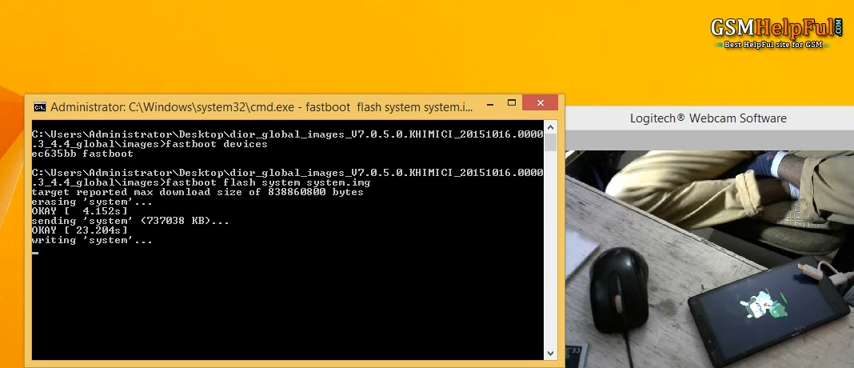 GSMHelpFul.COM
Best HelpFul site for GSM
Administrator: C:\Windows\system32\cmd.exe - fastboot flash system system.i...
Logitech® Webcam Software
C:\Users\Administrator\Desktop\dior_global_images_V7.0.5.0.KHIMICI_20151016.0000
.3_4.4_global\images>fastboot devices
ec635bb fastboot
C:\Users\Administrator\Desktop\dior_global_images_V7.0.5.0.KHIMICI_20151016.0000
.3_4.4_global\images>fastboot flash system system.img
target reported max download size of 838860800 bytes
erasing 'system'...
OKAY [ 4.152s]
sending 'system' (737038 KB)...
OKAY [ 23.204s]
writing 'system'...